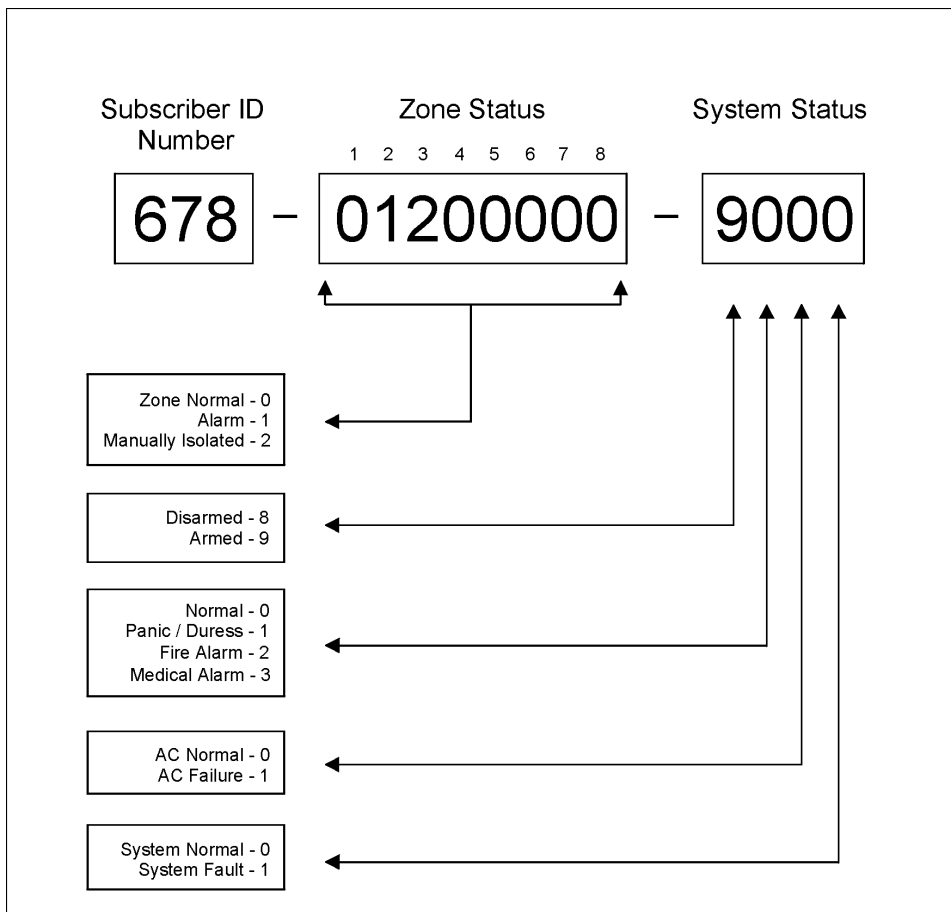 Subscriber ID
Number
Zone Status
System Status
1 2 3 4 5 6 7 8
678 – 01200000 – 9000
Zone Normal - 0
Alarm - 1
Manually Isolated - 2
Disarmed - 8
Armed - 9
Normal - 0
Panic / Duress - 1
Fire Alarm - 2
Medical Alarm - 3
AC Normal - 0
AC Failure - 1
System Normal - 0
System Fault - 1